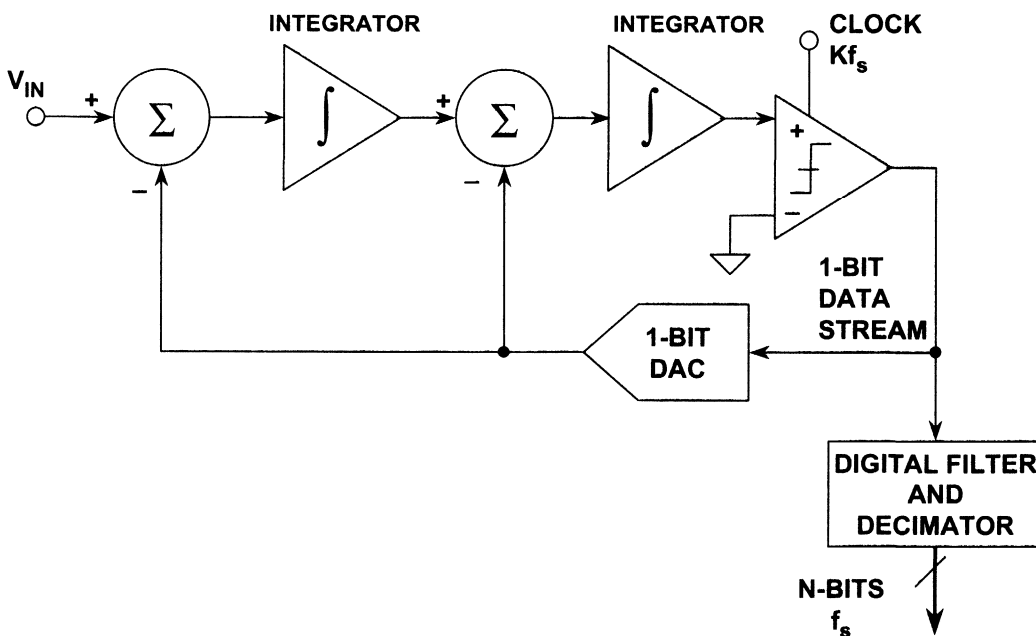 INTEGRATOR
INTEGRATOR
CLOCK
Kfs
VIN
+
Σ
∫
+
Σ
∫
+
−
−
−
1-BIT
DATA
STREAM
1-BIT
DAC
DIGITAL FILTER
AND
DECIMATOR
N-BITS
fs